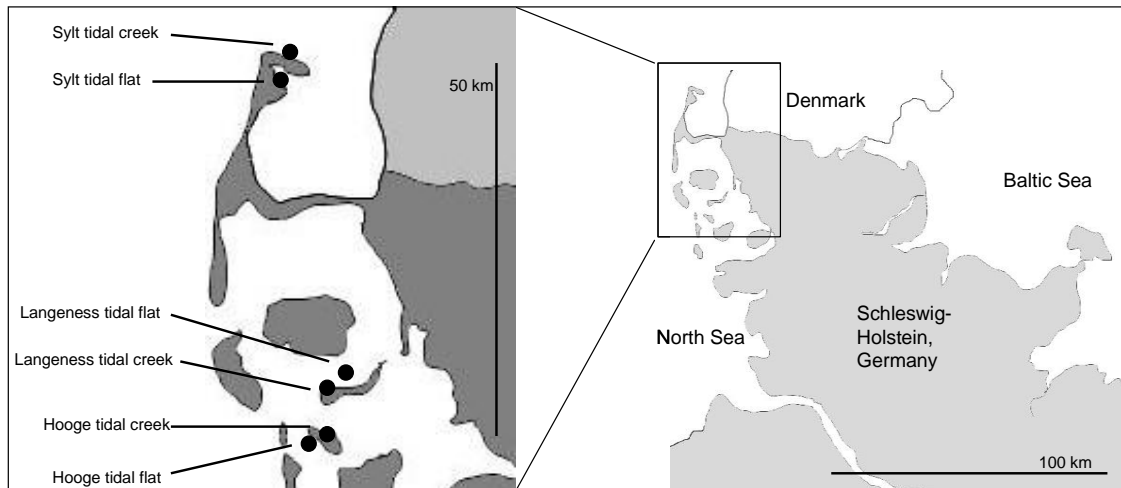 Sylt tidal creek
Sylt tidal flat
50 km
Langeness tidal flat
Langeness tidal creek
Hooge tidal creek
Hooge tidal flat
Denmark
Baltic Sea
North Sea
Schleswig-
Holstein,
Germany
100 km